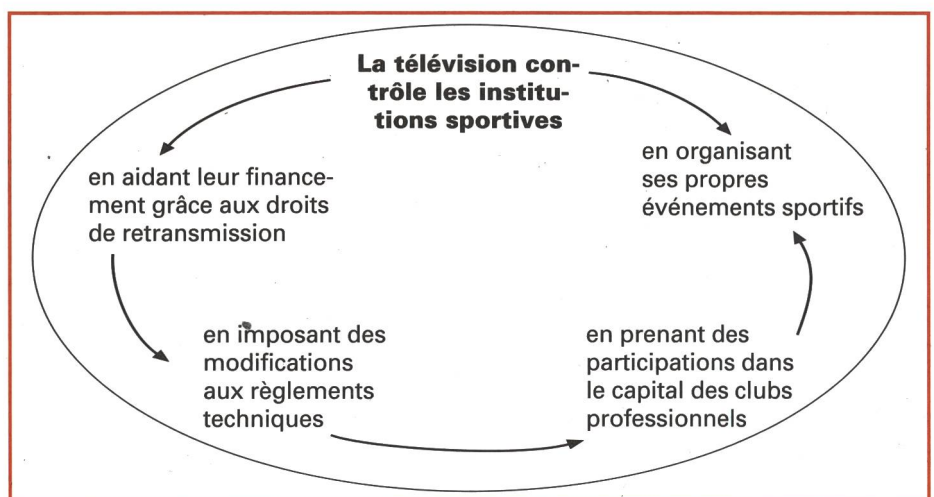 La télévision con-
trôle les institu-
tions sportives
en aidant leur finance-
ment grâce aux droits
de retransmission
en imposant des
modifications
aux règlements
techniques
en prenant des
participations dans
le capital des clubs
professionnels
en organisant
ses propres
événements sportifs